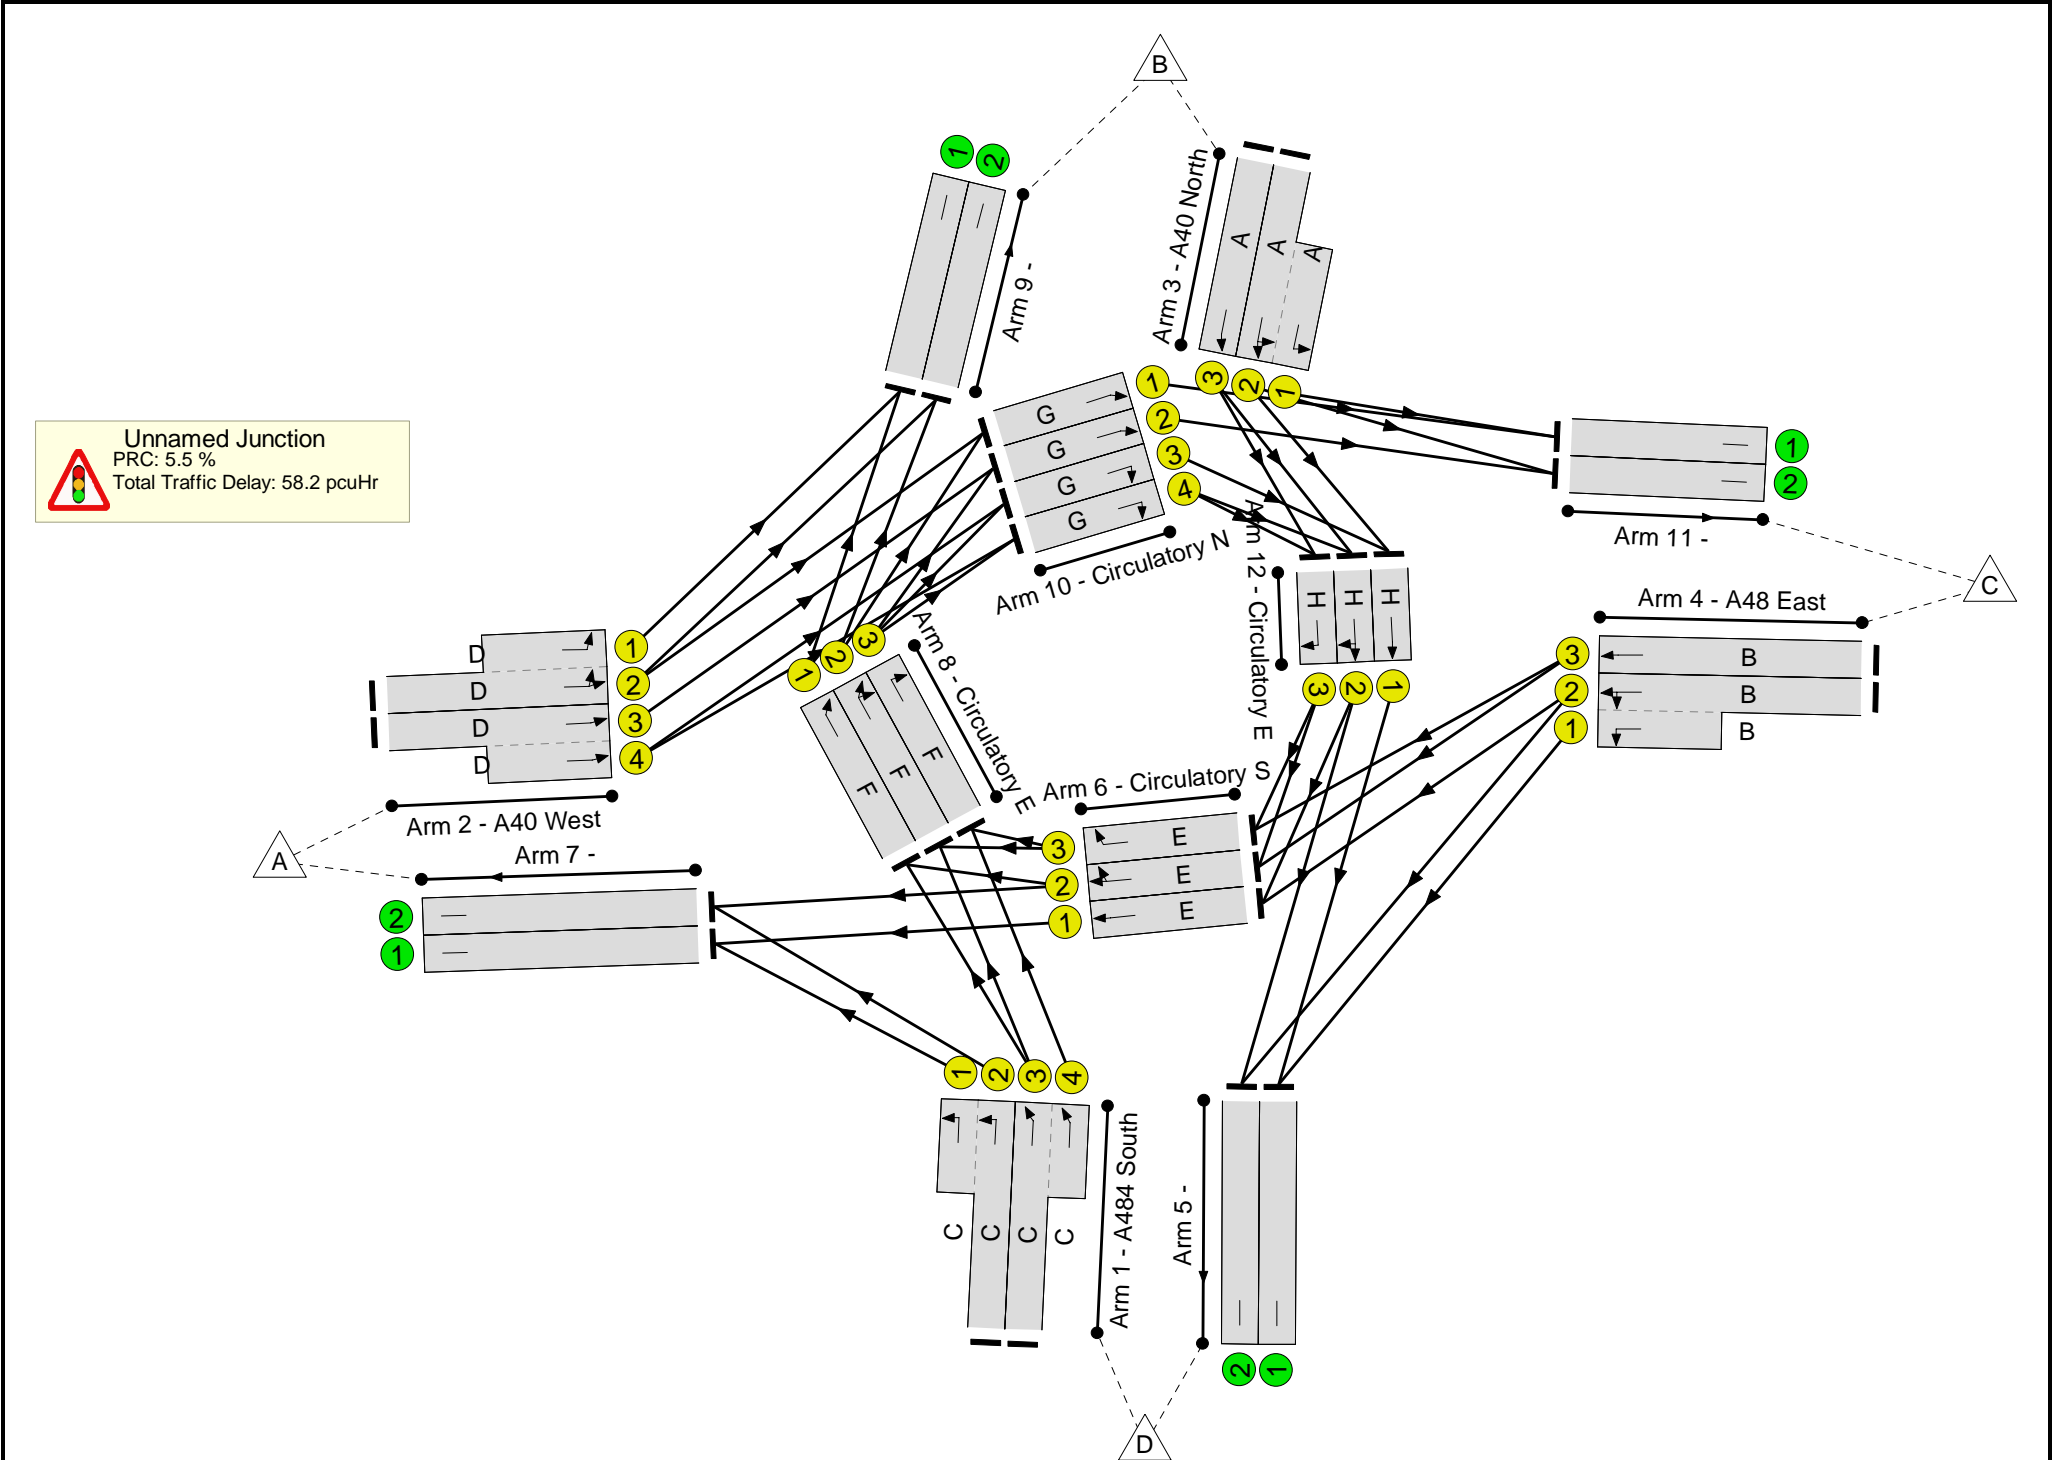 B
1
2
Arm 9 -
Arm 3 - A40 North
A
A
A
3
2
1
1
2
3
4
G
G
G
G
Arm 10 - Circulatory N
1
2
Arm 11 -
C
Unnamed Junction
PRC: 5.5 %
Total Traffic Delay: 58.2 pcuHr
Arm 12 - Circulatory E
H
H
H
3
2
1
Arm 4 - A48 East
3
2
1
B
B
B
D
D
D
D
1
2
3
4
Arm 2 - A40 West
A
1
2
3
Arm 8 - Circulatory E
F
F
F
Arm 6 - Circulatory S
3
2
1
E
E
E
Arm 7 -
2
1
1
2
3
4
C
C
C
C
Arm 1 - A484 South
Arm 5 -
2
1
D